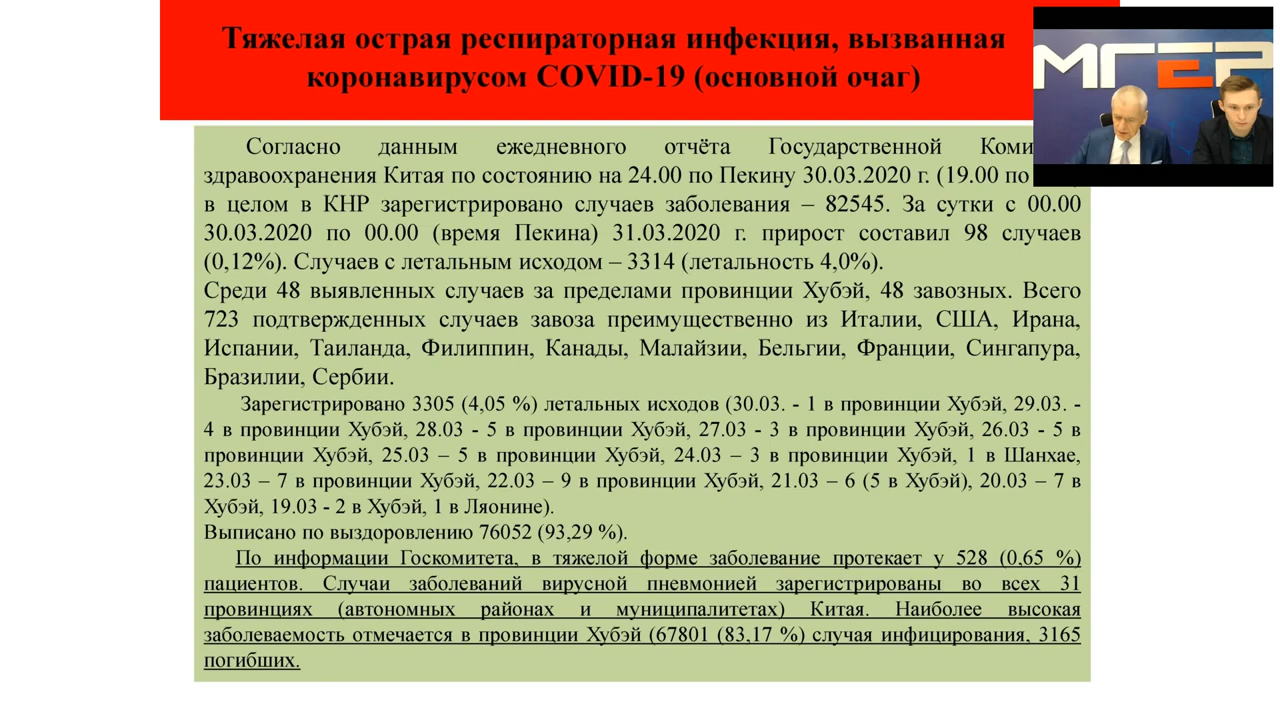 Тяжелая острая респираторная инфекция, вызванная
коронавирусом COVID-19 (основной очаг)
МГЕР
Согласно данным ежедневного отчёта Государственной
здравоохранения Китая по состоянию на 24.00 по Пекину 30.03.2020 г. (19.00 по
в целом в КНР зарегистрировано случаев заболевания – 82545. За сутки с 00.00
30.03.2020 по 00.00 (время Пекина) 31.03.2020 г. прирост составил 98 случаев
(0,12%). Случаев с летальным исходом – 3314 (летальность 4,0%).
Среди 48 выявленных случаев за пределами провинции Хубэй, 48 завозных. Всего
723 подтвержденных случаев завоза преимущественно из Италии, США, Ирана,
Испании, Таиланда, Филиппин, Канады, Малайзии, Бельгии, Франции, Сингапура,
Бразилии, Сербии.
Зарегистрировано 3305 (4,05 %) летальных исходов (30.03. - 1 в провинции Хубэй, 29.03. -
4 в провинции Хубэй, 28.03 - 5 в провинции Хубэй, 27.03 - 3 в провинции Хубэй, 26.03 - 5 в
провинции Хубэй, 25.03 – 5 в провинции Хубэй, 24.03 – 3 в провинции Хубэй, 1 в Шанхае,
23.03 – 7 в провинции Хубэй, 22.03 – 9 в провинции Хубэй, 21.03 – 6 (5 в Хубэй), 20.03 – 7 в
Хубэй, 19.03 - 2 в Хубэй, 1 в Ляонине).
Выписано по выздоровлению 76052 (93,29 %).
По информации Госкомитета, в тяжелой форме заболевание протекает у 528 (0,65 %)
пациентов. Случаи заболеваний вирусной пневмонией зарегистрированы во всех 31
провинциях (автономных районах и муниципалитетах) Китая. Наиболее высокая
заболеваемость отмечается в провинции Хубэй (67801 (83,17 %) случая инфицирования, 3165
погибших.